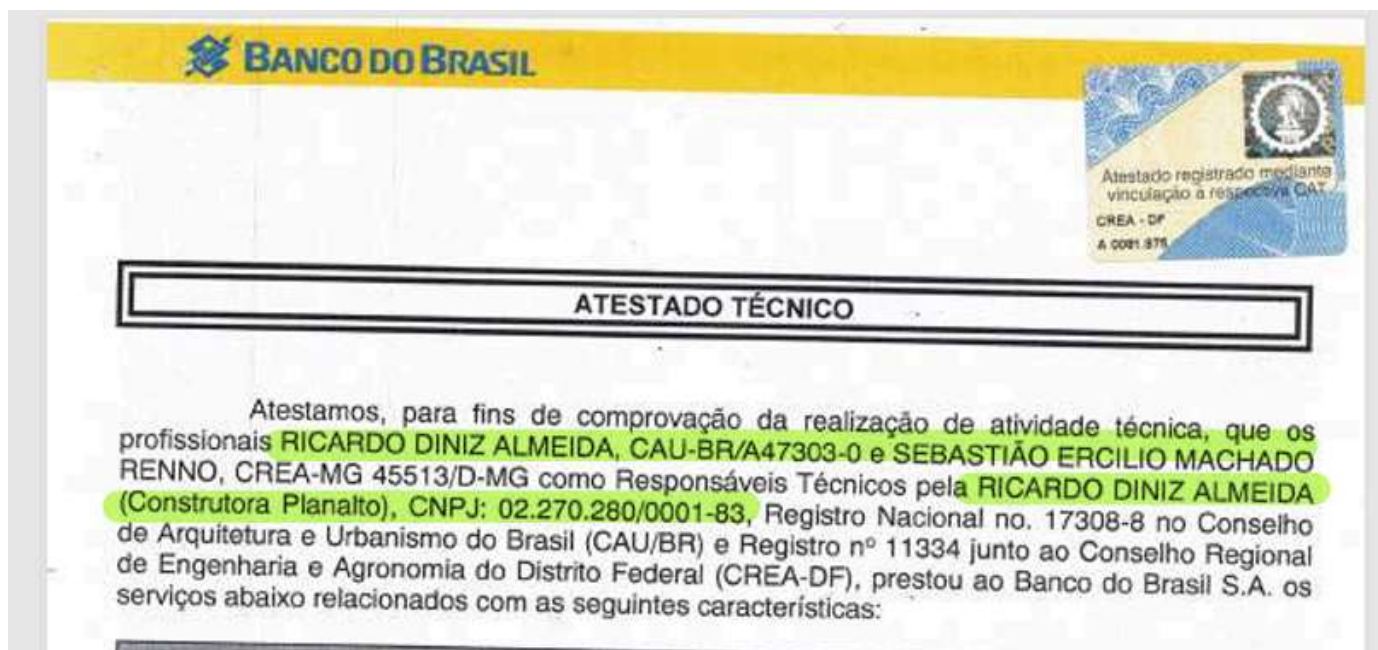 BANCO DO BRASIL
Atestado registrado mediante
vinculação à respectiva CAT
CREA - DF
A 0081.876
ATESTADO TÉCNICO
Atestamos, para fins de comprovação da realização de atividade técnica, que os
profissionais RICARDO DINIZ ALMEIDA, CAU-BR/A47303-0 e SEBASTIÃO ERCILIO MACHADO
RENNO, CREA-MG 45513/D-MG como Responsáveis Técnicos pela RICARDO DINIZ ALMEIDA
(Construtora Planalto), CNPJ: 02.270.280/0001-83, Registro Nacional no. 17308-8 no Conselho
de Arquitetura e Urbanismo do Brasil (CAU/BR) e Registro nº 11334 junto ao Conselho Regional
de Engenharia e Agronomia do Distrito Federal (CREA-DF), prestou ao Banco do Brasil S.A. os
serviços abaixo relacionados com as seguintes características: